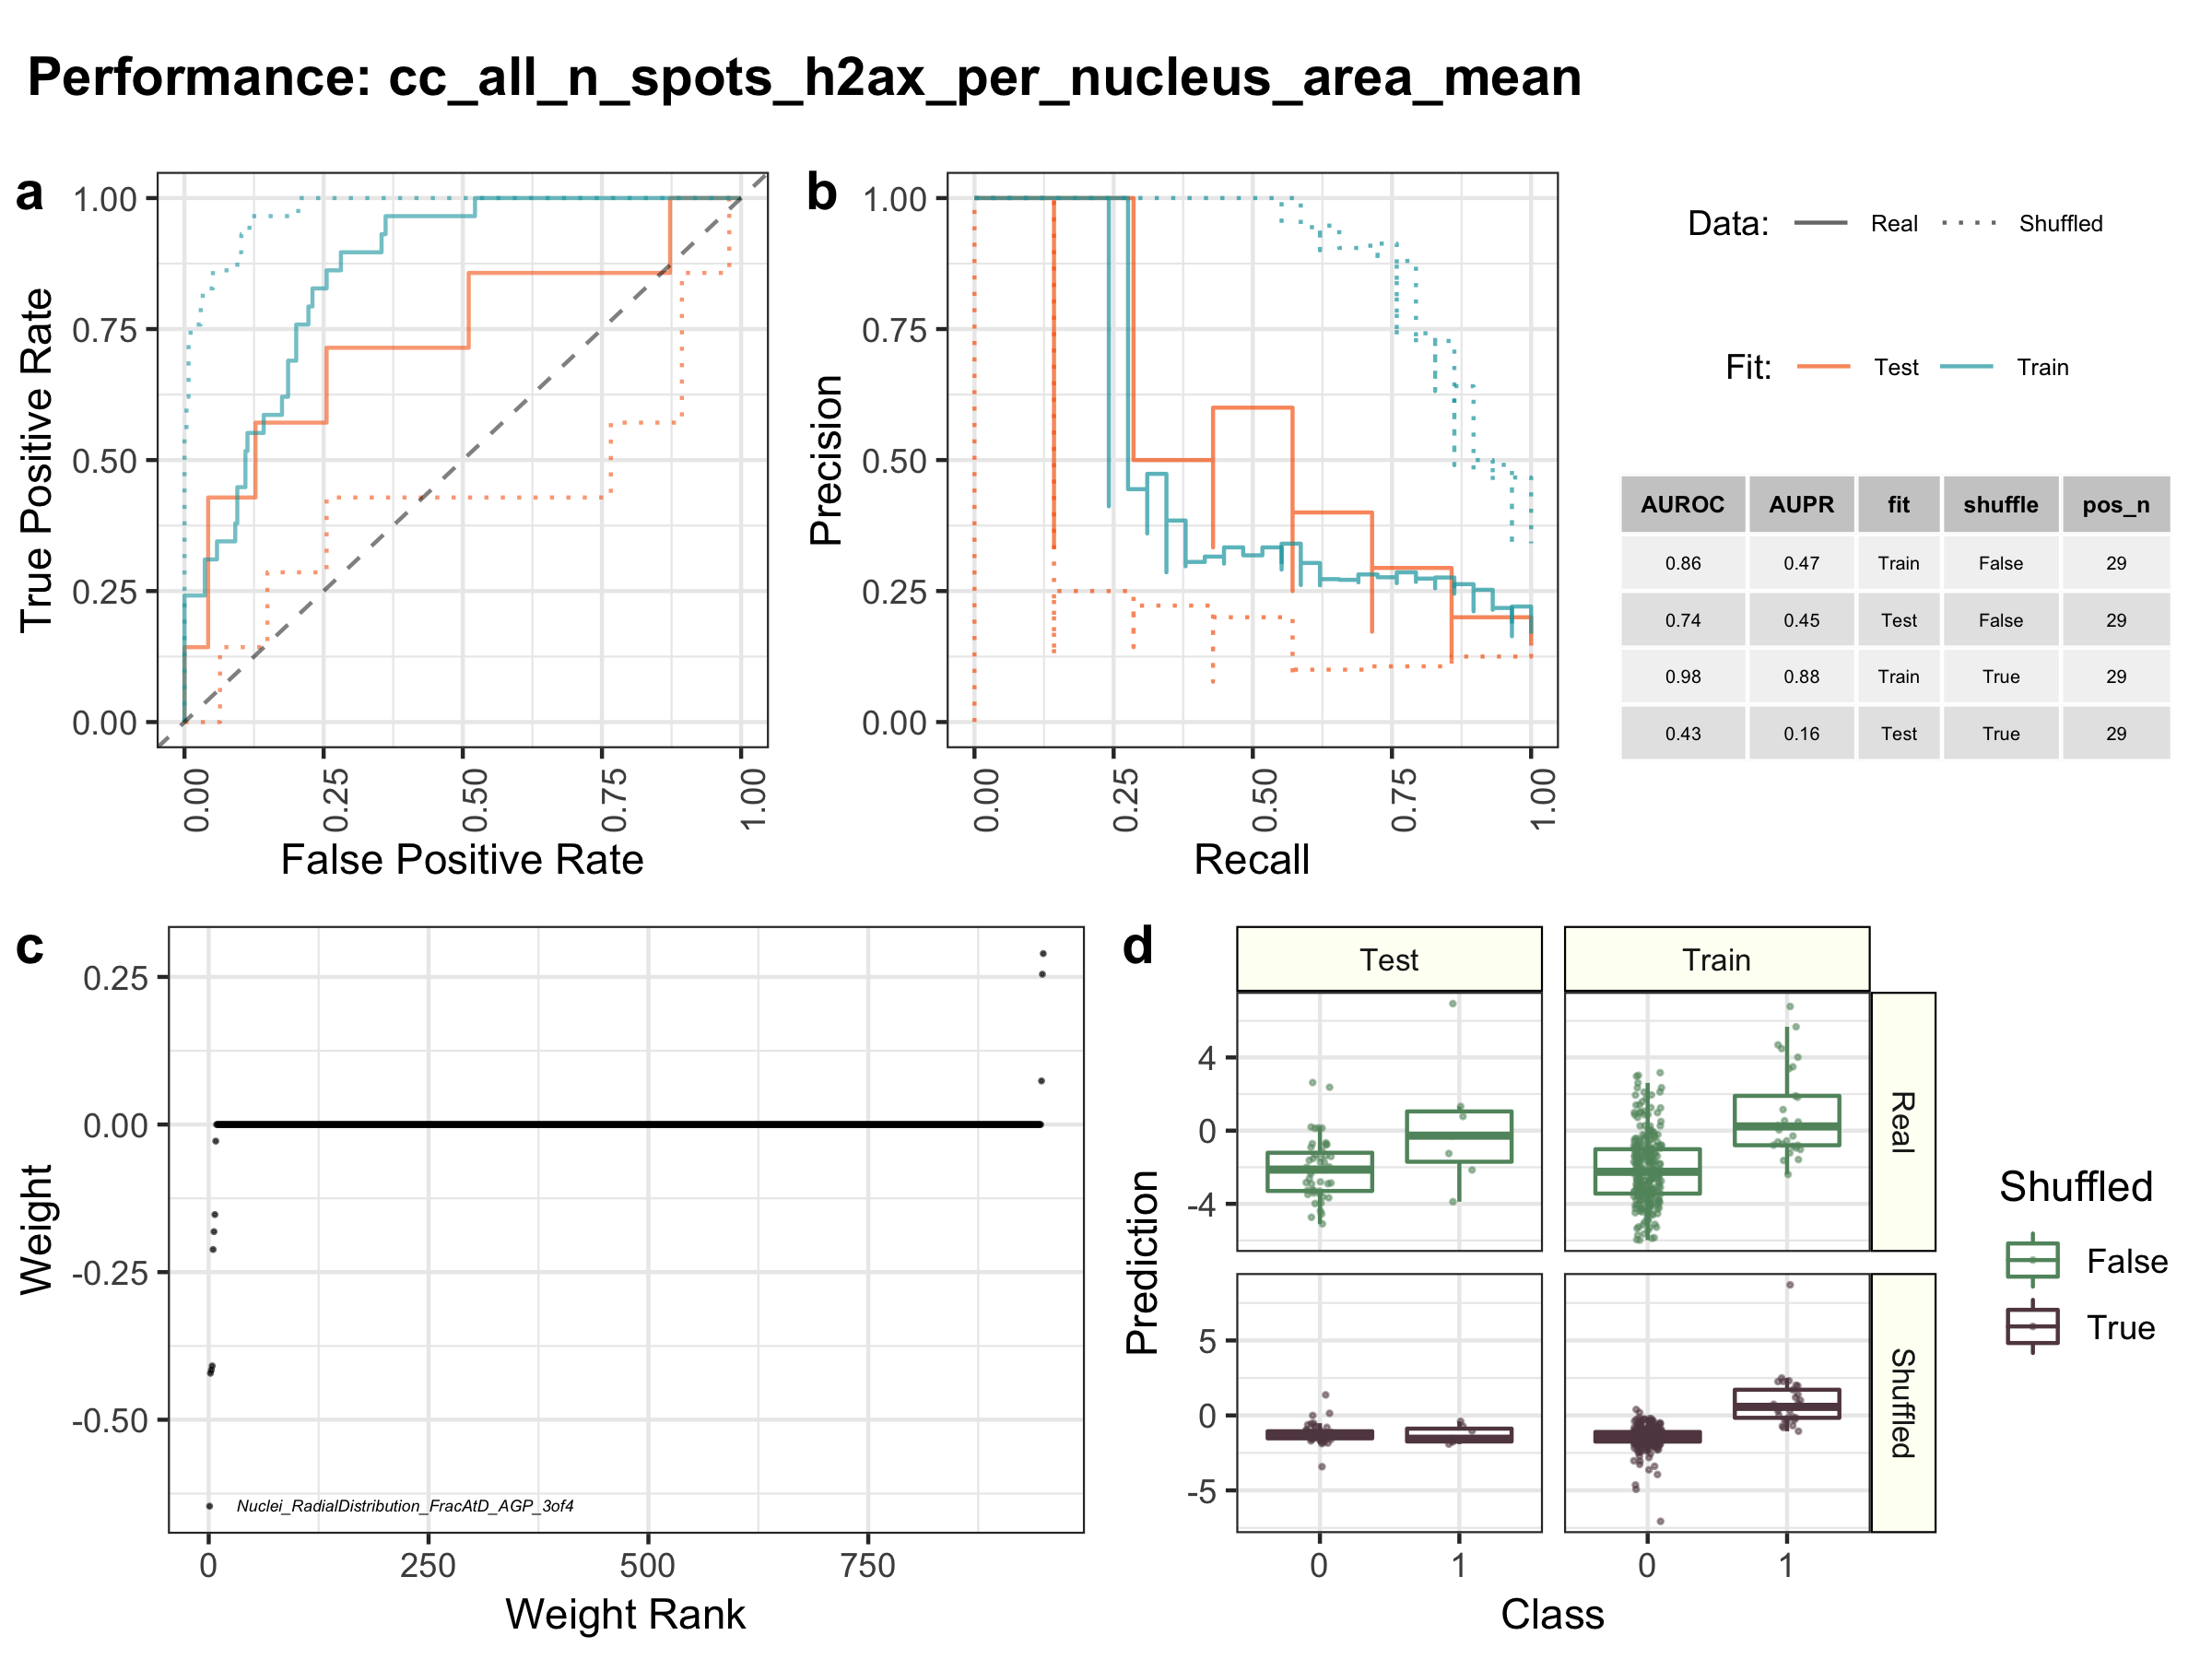 Performance: cc_all_n_spots_h2ax_per_nucleus_area_mean
a
1.00
0.75
0.50
0.25
0.00
True Positive Rate
0.00 0.25 0.50 0.75 1.00
False Positive Rate
b
1.00
0.75
0.50
0.25
0.00
Precision
0.00 0.25 0.50 0.75 1.00
Recall
Data: Real Shuffled
Fit: Test Train
AUROC AUPR fit shuffle pos_n
0.86 0.47 Train False 29
0.74 0.45 Test False 29
0.98 0.88 Train True 29
0.43 0.16 Test True 29
c
0.25
0.00
-0.25
-0.50
Weight
Nuclei_RadialDistribution_FracAtD_AGP_3of4
0 250 500 750
Weight Rank
d
Test Train
4
0
-4
Real
5
0
-5
Shuffled
Prediction
0 1 0 1
Class
Shuffled
False
True